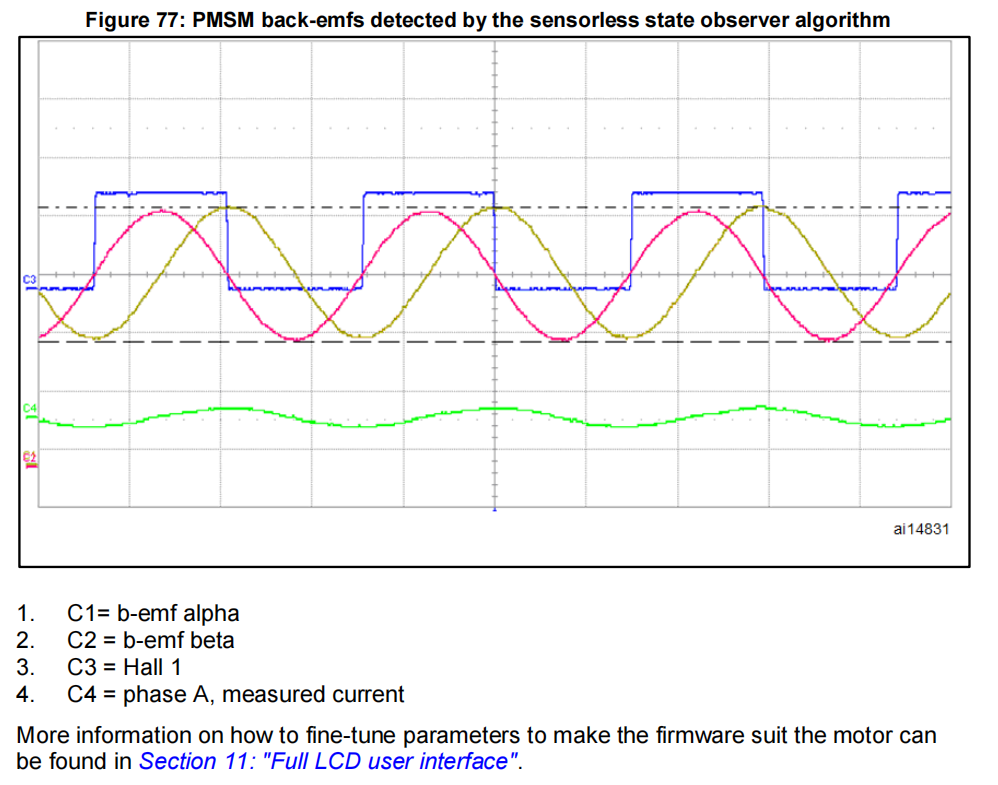 Figure 77: PMSM back-emfs detected by the sensorless state observer algorithm
C3
C4
C2
ai14831
1. C1= b-emf alpha
2. C2 = b-emf beta
3. C3 = Hall 1
4. C4 = phase A, measured current
More information on how to fine-tune parameters to make the firmware suit the motor can
be found in Section 11: "Full LCD user interface".